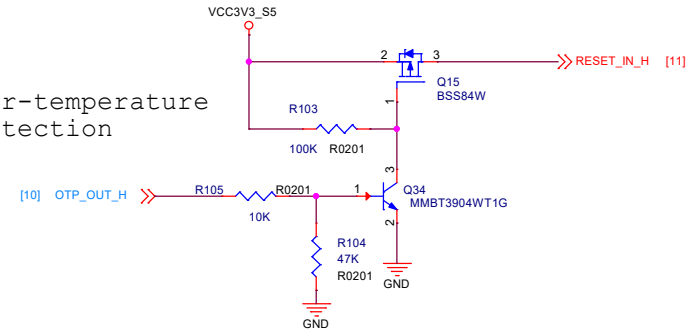 VCC3V3_S5
2
3
RESET_IN_H [11]
Q15
BSS84W
1
r-temperature
tection
R103
100K R0201
3
[10] OTP_OUT_H
R105
R0201
1
Q34
MMBT3904WT1G
10K
2
R104
47K
R0201
GND
GND